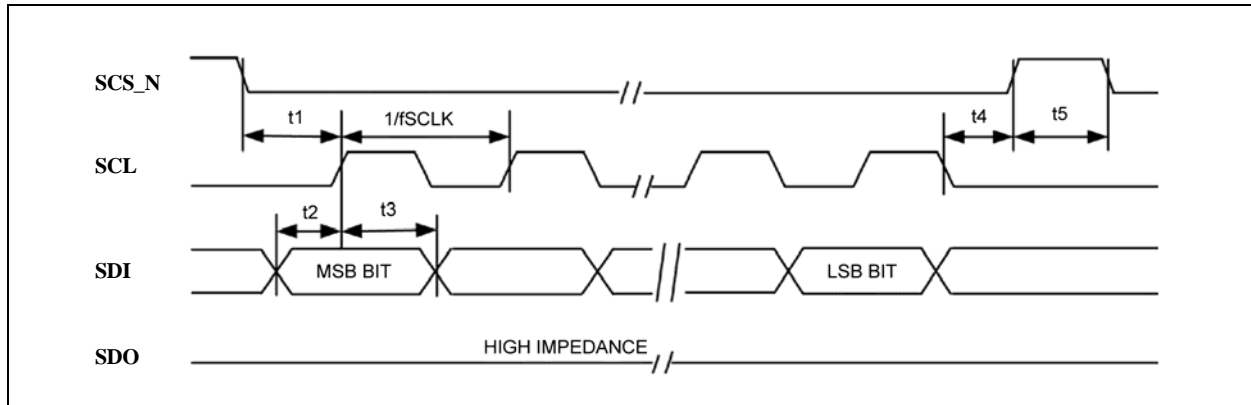 SCS_N
t1
1/fSCLK
t4
t5
SCL
t2
t3
SDI
MSB BIT
LSB BIT
SDO
HIGH IMPEDANCE